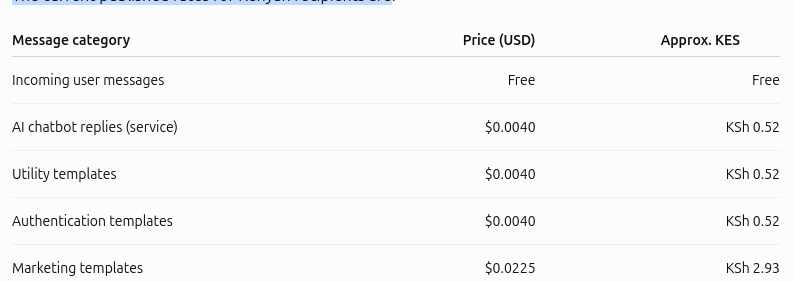 The current published rates for Kenyan recipients are:
Message category Price (USD) Approx. KES
Incoming user messages Free Free
AI chatbot replies (service) $0.0040 KSh 0.52
Utility templates $0.0040 KSh 0.52
Authentication templates $0.0040 KSh 0.52
Marketing templates $0.0225 KSh 2.93